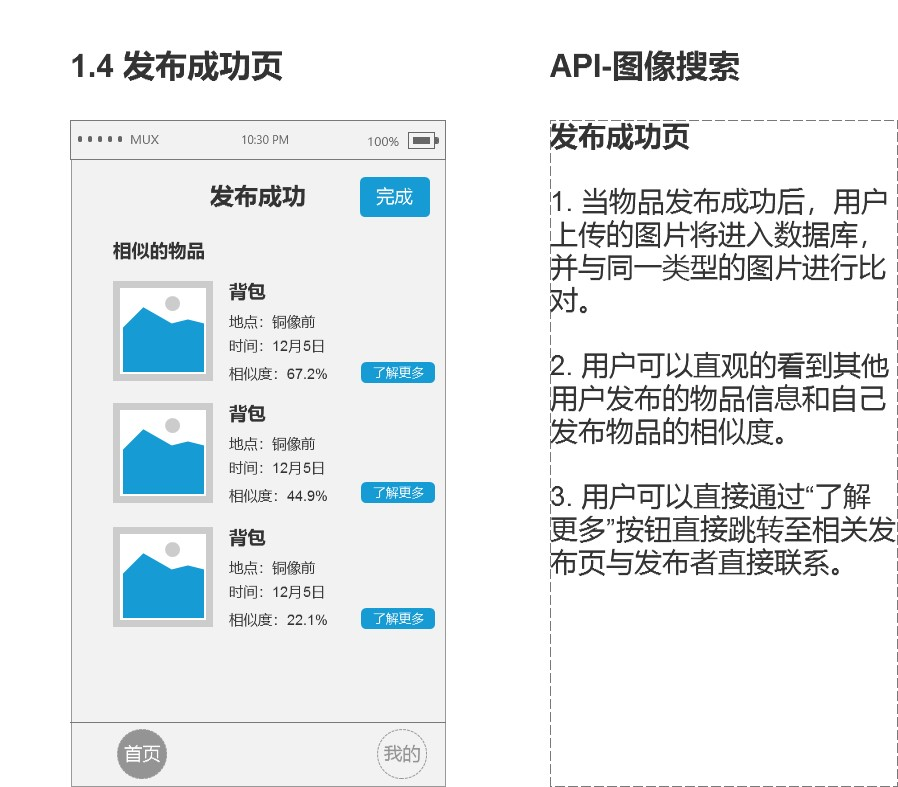 1.4 发布成功页
API-图像搜索
MUX
10:30 PM
100%
发布成功
完成
相似的物品
背包
地点：铜像前
时间：12月5日
相似度：67.2%
了解更多
背包
地点：铜像前
时间：12月5日
相似度：44.9%
了解更多
背包
地点：铜像前
时间：12月5日
相似度：22.1%
了解更多
首页
我的
发布成功页
1. 当物品发布成功后，用户
上传的图片将进入数据库，
并与同一类型的图片进行比
对。
2. 用户可以直观的看到其他
用户发布的物品信息和自己
发布物品的相似度。
3. 用户可以直接通过“了解
更多”按钮直接跳转至相关发
布页与发布者直接联系。